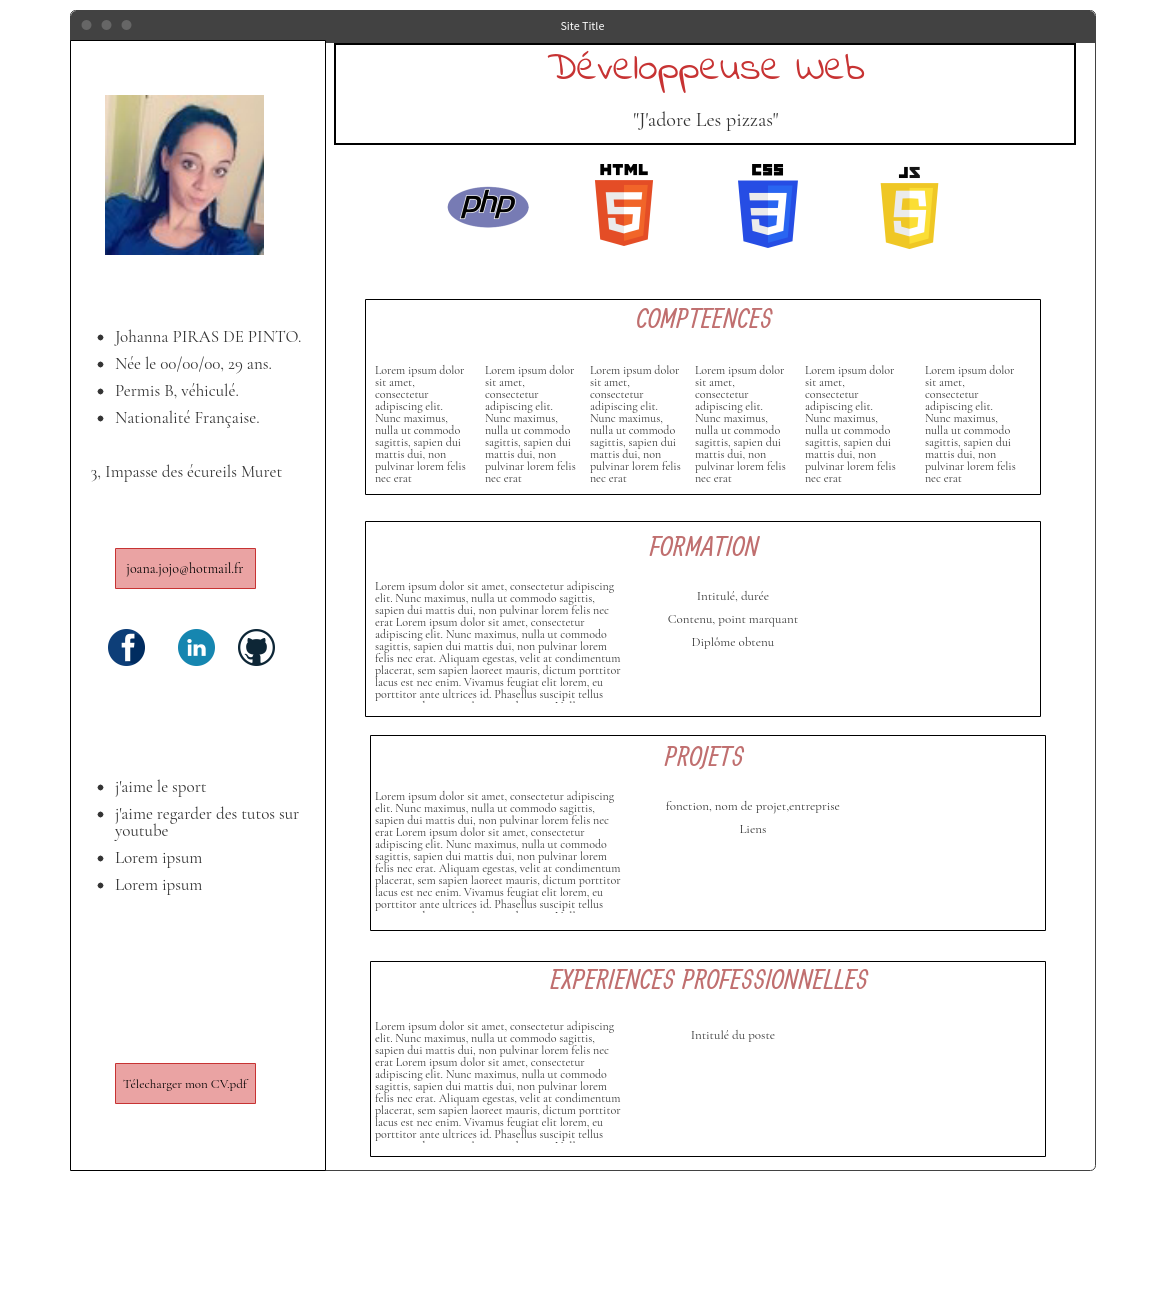 Site Title
Développeuse web
"J'adore Les pizzas"
php
HTML
5
CSS
3
JS
5
Johanna PIRAS DE PINTO.
Née le 00/00/00, 29 ans.
Permis B, véhiculé.
Nationalité Française.
3, Impasse des écureils Muret
joana.jojo@hotmail.fr
f
in
j'aime le sport
j'aime regarder des tutos sur
youtube
Lorem ipsum
Lorem ipsum
Télecharger mon CV.pdf
COMPTEENCES
Lorem ipsum dolor
sit amet,
consectetur
adipiscing elit.
Nunc maximus,
nulla ut commodo
sagittis, sapien dui
mattis dui, non
pulvinar lorem felis
nec erat
Lorem ipsum dolor
sit amet,
consectetur
adipiscing elit.
Nunc maximus,
nulla ut commodo
sagittis, sapien dui
mattis dui, non
pulvinar lorem felis
nec erat
Lorem ipsum dolor
sit amet,
consectetur
adipiscing elit.
Nunc maximus,
nulla ut commodo
sagittis, sapien dui
mattis dui, non
pulvinar lorem felis
nec erat
Lorem ipsum dolor
sit amet,
consectetur
adipiscing elit.
Nunc maximus,
nulla ut commodo
sagittis, sapien dui
mattis dui, non
pulvinar lorem felis
nec erat
Lorem ipsum dolor
sit amet,
consectetur
adipiscing elit.
Nunc maximus,
nulla ut commodo
sagittis, sapien dui
mattis dui, non
pulvinar lorem felis
nec erat
Lorem ipsum dolor
sit amet,
consectetur
adipiscing elit.
Nunc maximus,
nulla ut commodo
sagittis, sapien dui
mattis dui, non
pulvinar lorem felis
nec erat
FORMATION
Lorem ipsum dolor sit amet, consectetur adipiscing
elit. Nunc maximus, nulla ut commodo sagittis,
sapien dui mattis dui, non pulvinar lorem felis nec
erat Lorem ipsum dolor sit amet, consectetur
adipiscing elit. Nunc maximus, nulla ut commodo
sagittis, sapien dui mattis dui, non pulvinar lorem
felis nec erat. Aliquam egestas, velit at condimentum
placerat, sem sapien laoreet mauris, dictum porttitor
lacus est nec enim. Vivamus feugiat elit lorem, eu
porttitor ante ultrices id. Phasellus suscipit tellus
Intitulé, durée
Contenu, point marquant
Diplôme obtenu
PROJETS
Lorem ipsum dolor sit amet, consectetur adipiscing
elit. Nunc maximus, nulla ut commodo sagittis,
sapien dui mattis dui, non pulvinar lorem felis nec
erat Lorem ipsum dolor sit amet, consectetur
adipiscing elit. Nunc maximus, nulla ut commodo
sagittis, sapien dui mattis dui, non pulvinar lorem
felis nec erat. Aliquam egestas, velit at condimentum
placerat, sem sapien laoreet mauris, dictum porttitor
lacus est nec enim. Vivamus feugiat elit lorem, eu
porttitor ante ultrices id. Phasellus suscipit tellus
fonction, nom de projet,entreprise
Liens
EXPERIENCES PROFESSIONNELLES
Lorem ipsum dolor sit amet, consectetur adipiscing
elit. Nunc maximus, nulla ut commodo sagittis,
sapien dui mattis dui, non pulvinar lorem felis nec
erat Lorem ipsum dolor sit amet, consectetur
adipiscing elit. Nunc maximus, nulla ut commodo
sagittis, sapien dui mattis dui, non pulvinar lorem
felis nec erat. Aliquam egestas, velit at condimentum
placerat, sem sapien laoreet mauris, dictum porttitor
lacus est nec enim. Vivamus feugiat elit lorem, eu
porttitor ante ultrices id. Phasellus suscipit tellus
Intitulé du poste